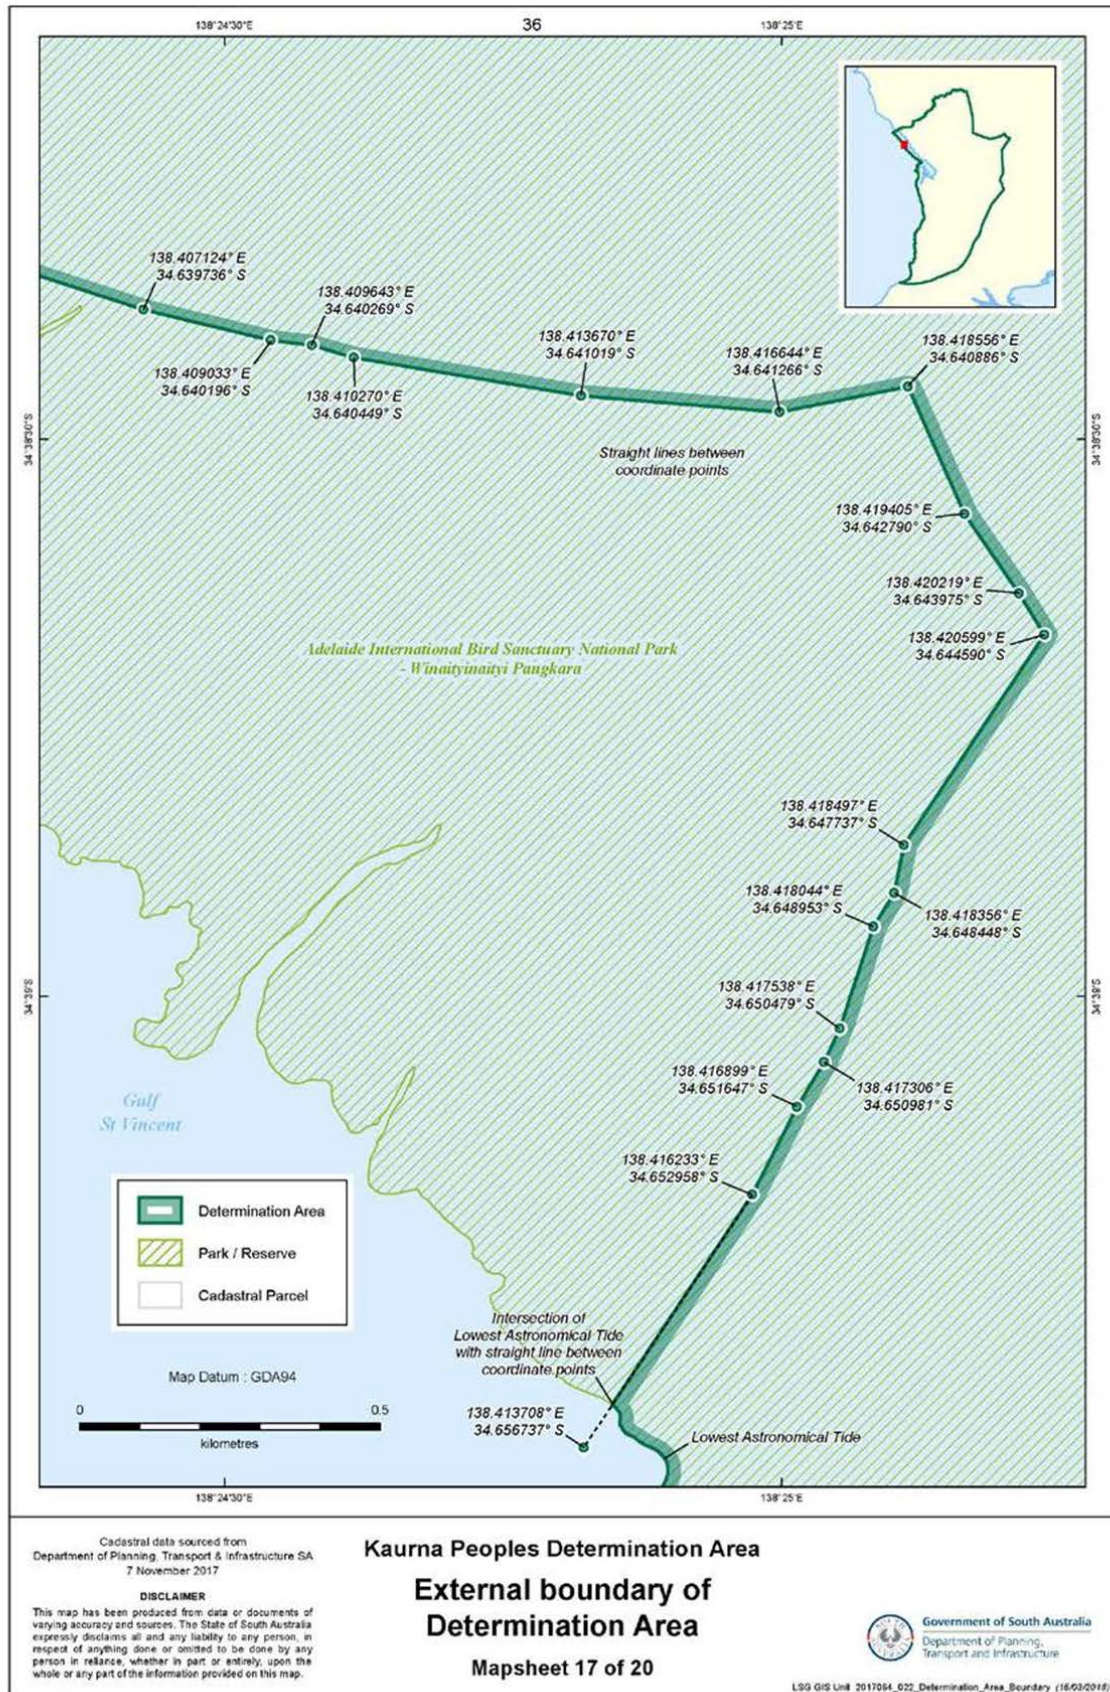 138°24'30"E
36
138°25'E
138.407124° E
34.639736° S
138.409643° E
34.640269° S
138.413670° E
34.641019° S
138.416644° E
34.641266° S
138.418556° E
34.640886° S
138.409033° E
34.640196° S
138.410270° E
34.640449° S
34°38'30"S
34°38'30"S
Straight lines between
coordinate points
138.419405° E
34.642790° S
138.420219° E
34.643975° S
138.420599° E
34.644590° S
Adelaide International Bird Sanctuary National Park
- Winaityinaityi Pangkara
138.418497° E
34.647737° S
138.418044° E
34.648953° S
138.418356° E
34.648448° S
34°39'S
34°39'S
138.417538° E
34.650479° S
138.416899° E
34.651647° S
138.417306° E
34.650981° S
Gulf
St Vincent
138.416233° E
34.652958° S
Determination Area
Park / Reserve
Cadastral Parcel
Intersection of
Lowest Astronomical Tide
with straight line between
coordinate points
Map Datum : GDA94
0 0.5
kilometres
138.413708° E
34.656737° S
Lowest Astronomical Tide
138°24'30"E
138°25'E
Cadastral data sourced from
Department of Planning, Transport & Infrastructure SA
7 November 2017
DISCLAIMER
This map has been produced from data or documents of
varying accuracy and sources. The State of South Australia
expressly disclaims all and any liability to any person, in
respect of anything done or omitted to be done by any
person in reliance, whether in part or entirely, upon the
whole or any part of the information provided on this map.
Kaurna Peoples Determination Area
External boundary of
Determination Area
Mapsheet 17 of 20
Government of South Australia
Department of Planning,
Transport and Infrastructure
LSG GIS Unit 2017064_022_Determination_Area_Boundary (16/03/2018)